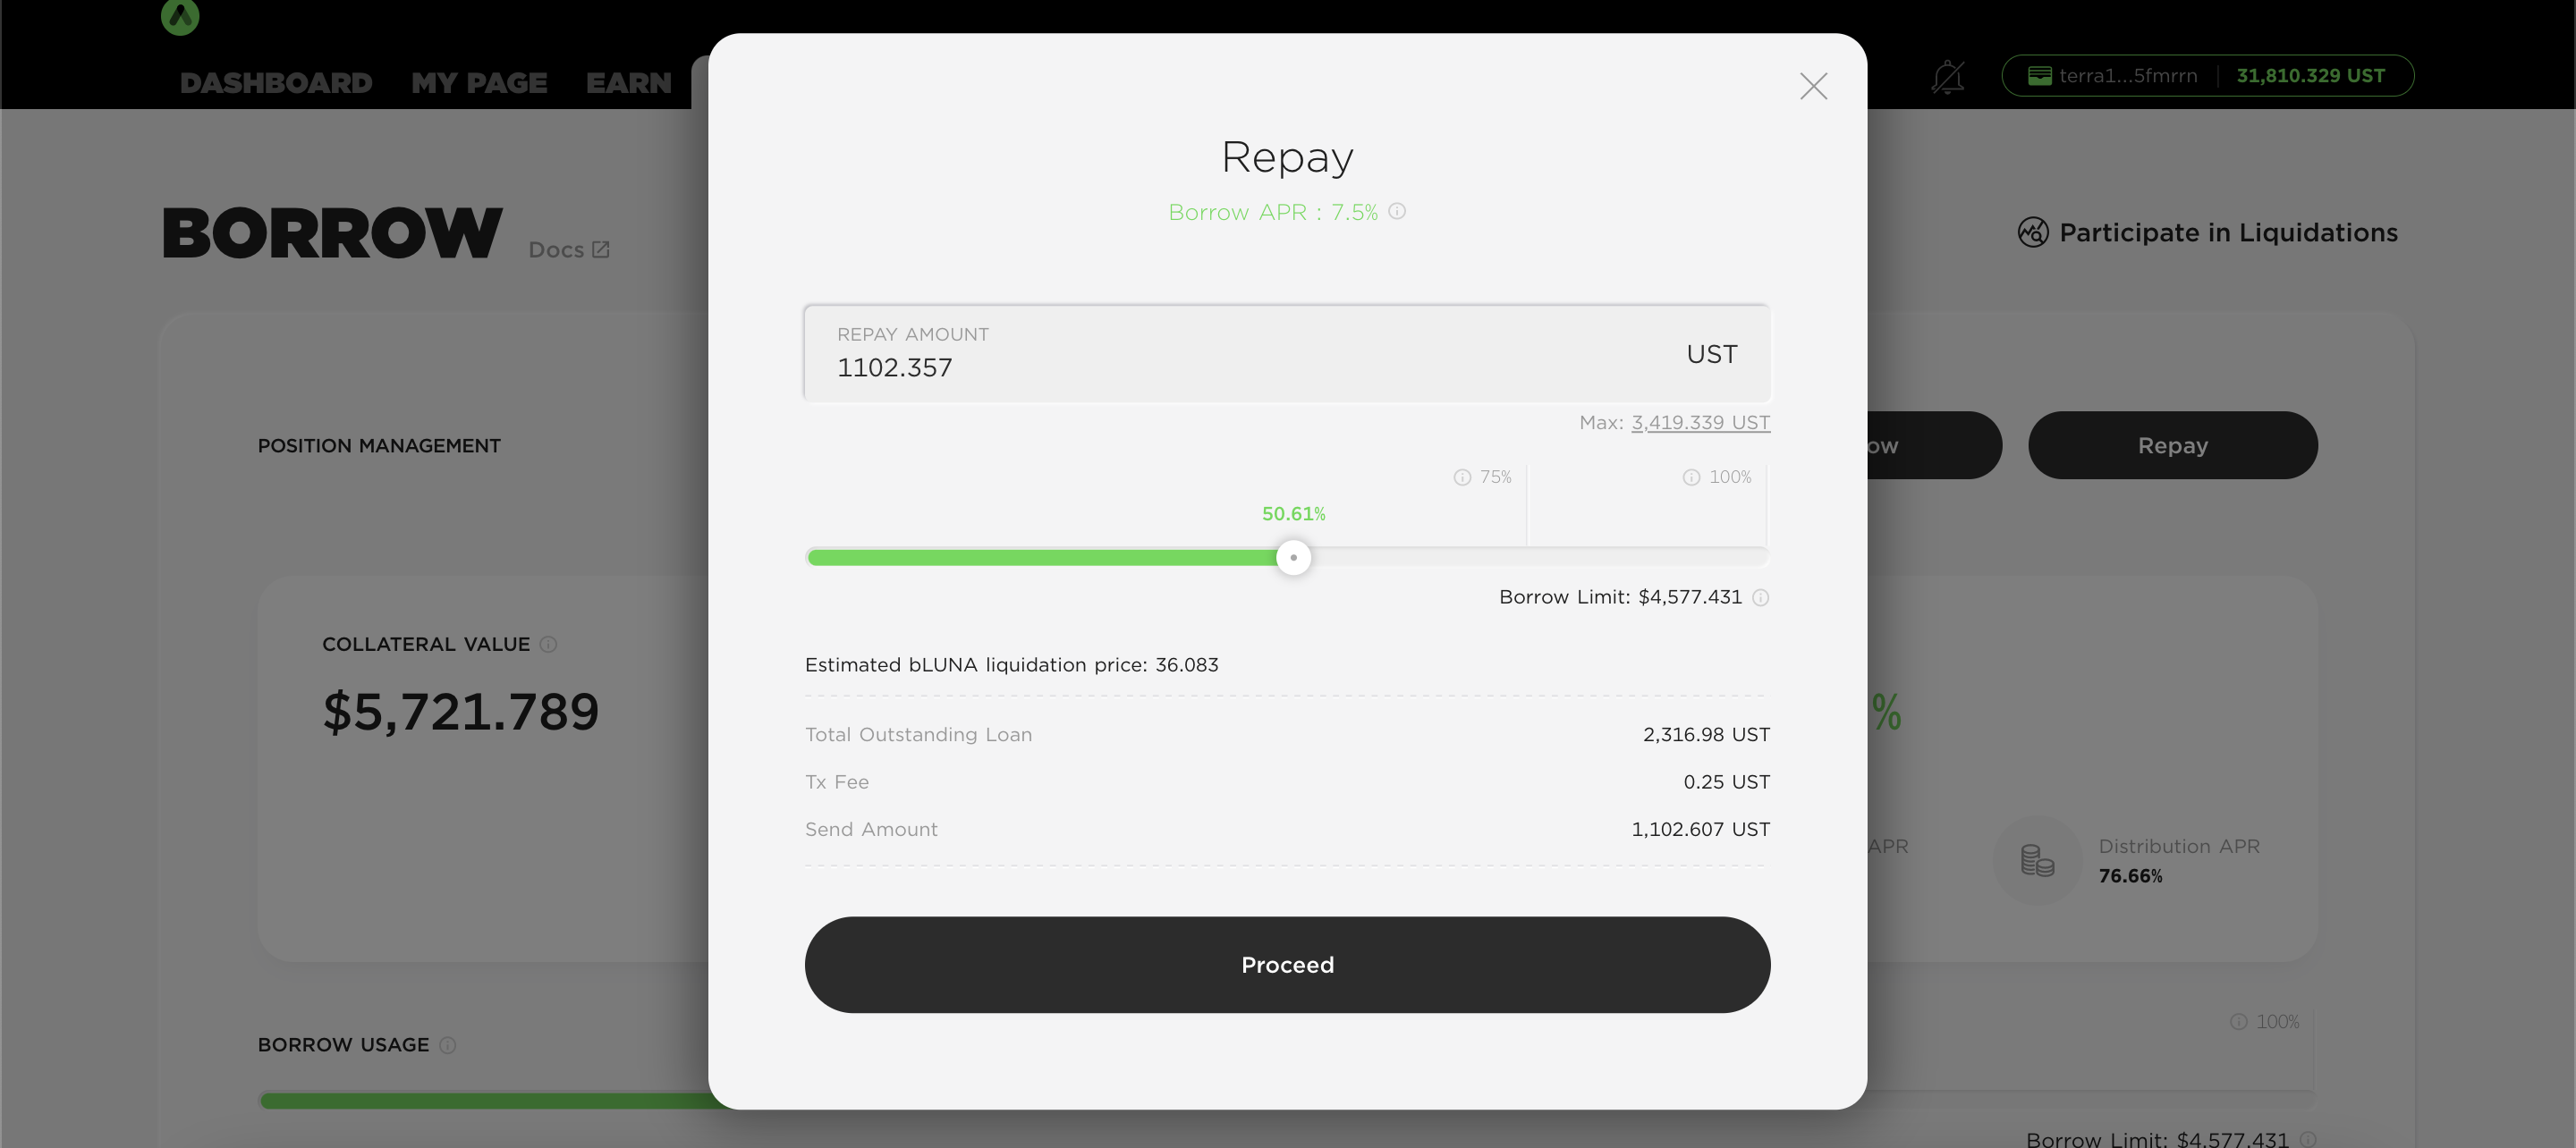 DASHBOARD MY PAGE EARN
terra1...5fmrrn 31,810.329 UST
BORROW Docs
Participate in Liquidations
POSITION MANAGEMENT
ow Repay
COLLATERAL VALUE
$5,721.789
%
APR
Distribution APR
76.66%
BORROW USAGE
100%
Borrow Limit: $4,577.431
Repay
Borrow APR : 7.5%
REPAY AMOUNT
1102.357
UST
Max: 3,419.339 UST
75% 100%
50.61%
Borrow Limit: $4,577.431
Estimated bLUNA liquidation price: 36.083
Total Outstanding Loan 2,316.98 UST
Tx Fee 0.25 UST
Send Amount 1,102.607 UST
Proceed